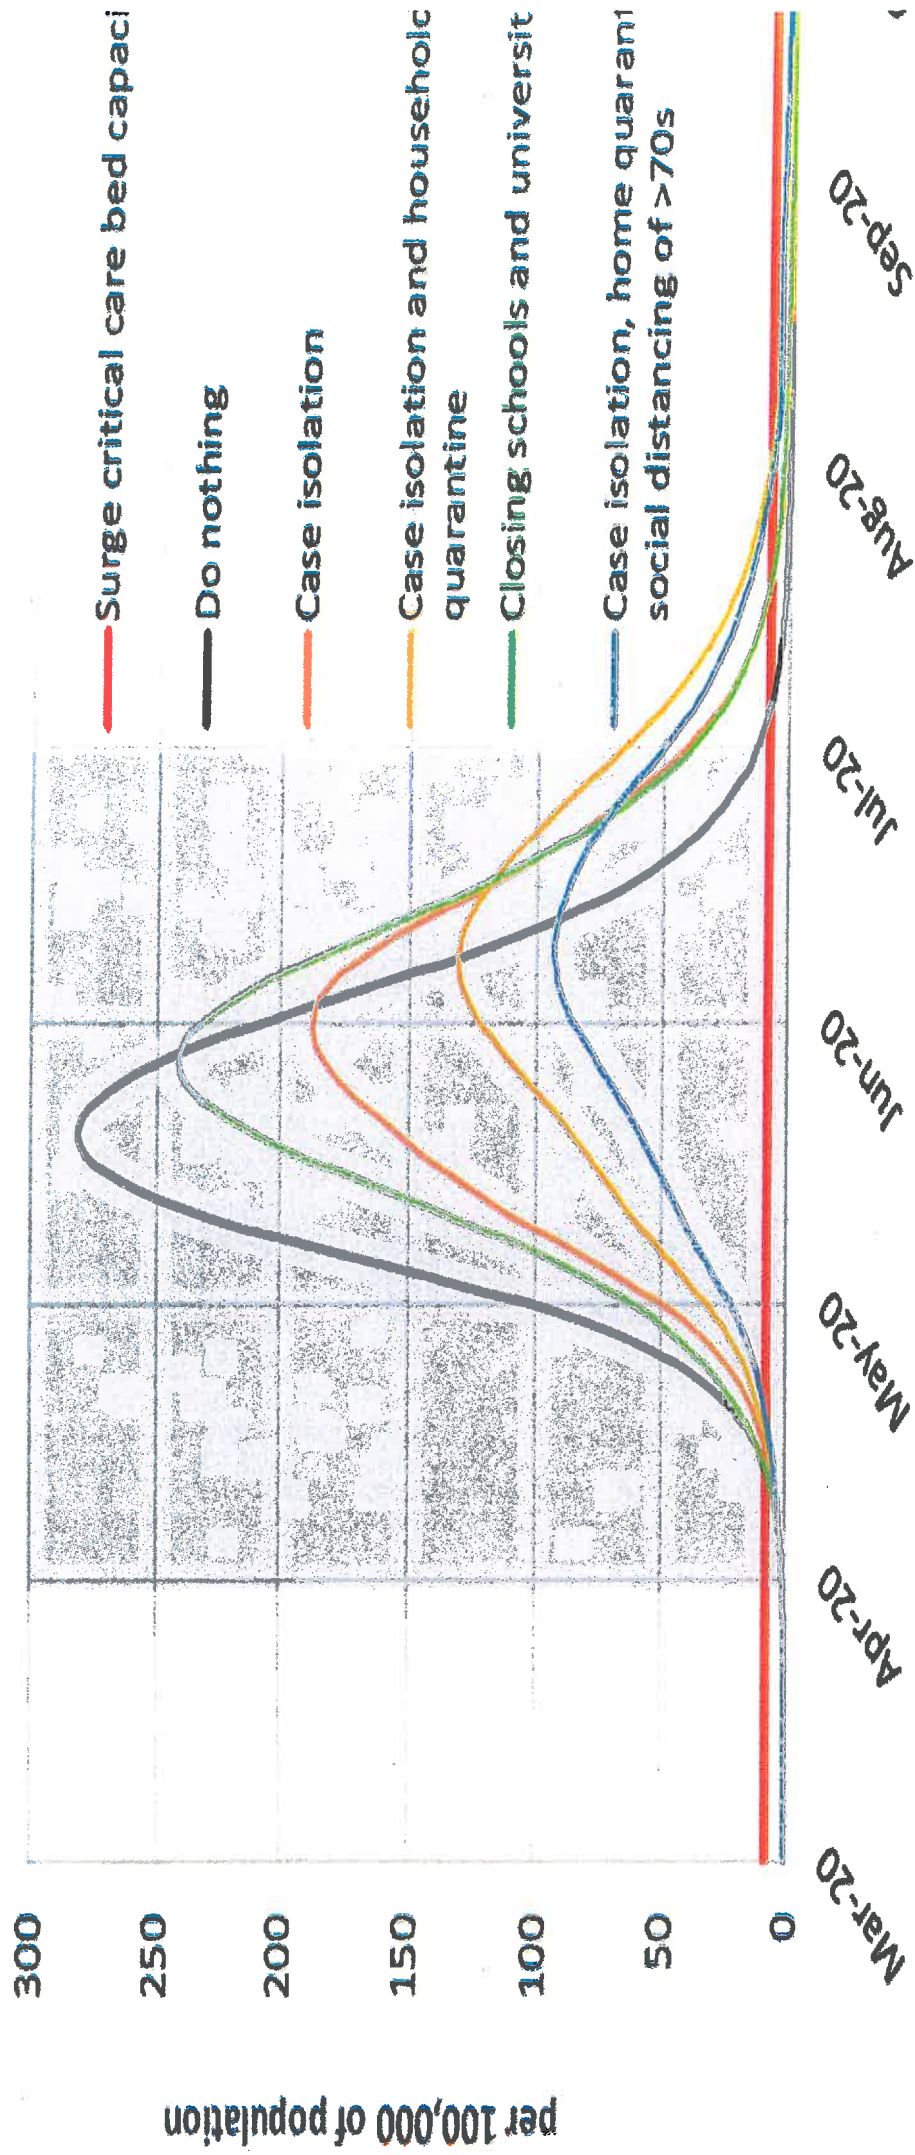 per 100,000 of population
300
250
200
150
100
50
0
Mar-20
Apr-20
May-20
Jun-20
Jul-20
Aug-20
Sep-20
Surge critical care bed capaci
Do nothing
Case isolation
Case isolation and househol
quarantine
Closing schools and universit
Case isolation, home quaran
social distancing of >70s